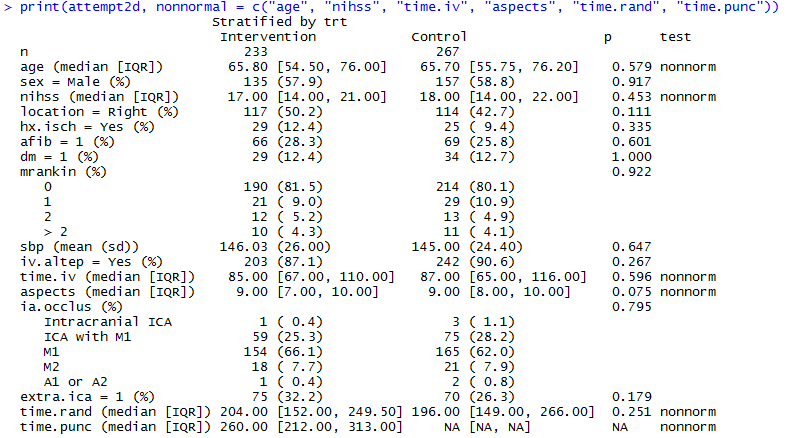 > print(attempt2d, nonnormal = c("age", "nihss", "time.iv", "aspects", "time.rand", "time.punc"))
Stratified by trt
Intervention Control p test
n 233 267
age (median [IQR]) 65.80 [54.50, 76.00] 65.70 [55.75, 76.20] 0.579 nonnorm
sex = Male (%) 135 (57.9) 157 (58.8) 0.917
nihss (median [IQR]) 17.00 [14.00, 21.00] 18.00 [14.00, 22.00] 0.453 nonnorm
location = Right (%) 117 (50.2) 114 (42.7) 0.111
hx.isch = Yes (%) 29 (12.4) 25 ( 9.4) 0.335
afib = 1 (%) 66 (28.3) 69 (25.8) 0.601
dm = 1 (%) 29 (12.4) 34 (12.7) 1.000
mrankin (%) 0.922
0 190 (81.5) 214 (80.1)
1 21 ( 9.0) 29 (10.9)
2 12 ( 5.2) 13 ( 4.9)
> 2 10 ( 4.3) 11 ( 4.1)
sbp (mean (sd)) 146.03 (26.00) 145.00 (24.40) 0.647
iv.altep = Yes (%) 203 (87.1) 242 (90.6) 0.267
time.iv (median [IQR]) 85.00 [67.00, 110.00] 87.00 [65.00, 116.00] 0.596 nonnorm
aspects (median [IQR]) 9.00 [7.00, 10.00] 9.00 [8.00, 10.00] 0.075 nonnorm
ia.occlus (%) 0.795
Intracranial ICA 1 ( 0.4) 3 ( 1.1)
ICA with M1 59 (25.3) 75 (28.2)
M1 154 (66.1) 165 (62.0)
M2 18 ( 7.7) 21 ( 7.9)
A1 or A2 1 ( 0.4) 2 ( 0.8)
extra.ica = 1 (%) 75 (32.2) 70 (26.3) 0.179
time.rand (median [IQR]) 204.00 [152.00, 249.50] 196.00 [149.00, 266.00] 0.251 nonnorm
time.punc (median [IQR]) 260.00 [212.00, 313.00] NA [NA, NA] NA nonnorm